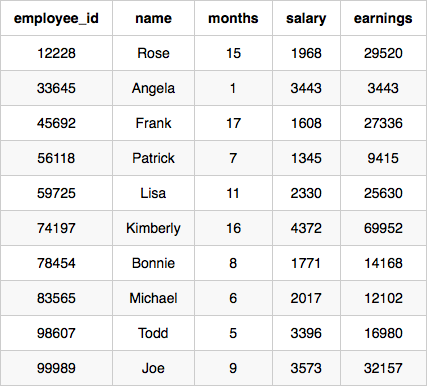 employee_id name months salary earnings
12228 Rose 15 1968 29520
33645 Angela 1 3443 3443
45692 Frank 17 1608 27336
56118 Patrick 7 1345 9415
59725 Lisa 11 2330 25630
74197 Kimberly 16 4372 69952
78454 Bonnie 8 1771 14168
83565 Michael 6 2017 12102
98607 Todd 5 3396 16980
99989 Joe 9 3573 32157